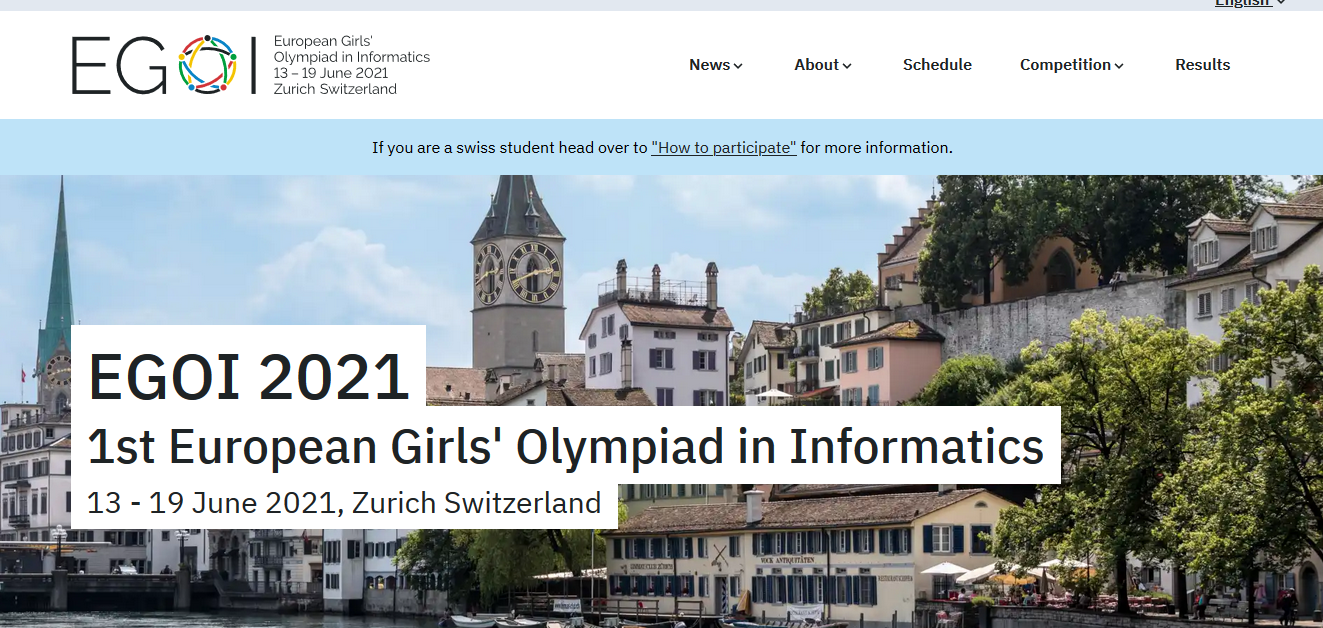 English
EGOI
European Girls'
Olympiad in Informatics
13 – 19 June 2021
Zurich Switzerland
News
About
Schedule
Competition
Results
If you are a swiss student head over to "How to participate" for more information.
EGOI 2021
1st European Girls' Olympiad in Informatics
13 - 19 June 2021, Zurich Switzerland
VOCK ANTIQUITÄTEN